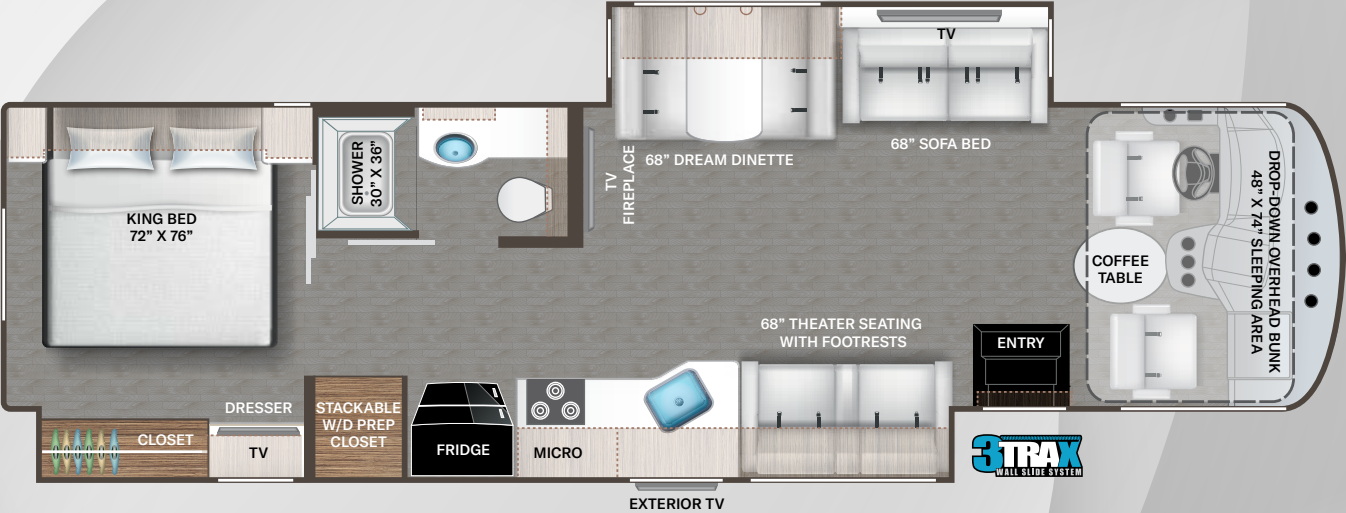 TV
68” DREAM DINETTE
68” SOFA BED
SHOWER
30” X 36”
TV
FIREPLACE
KING BED
72” X 76”
COFFEE
TABLE
DROP-DOWN OVERHEAD BUNK
48” X 74” SLEEPING AREA
68” THEATER SEATING
WITH FOOTRESTS
ENTRY
DRESSER
STACKABLE
W/D PREP
CLOSET
CLOSET
TV
FRIDGE
MICRO
3TRAX
WALL SLIDE SYSTEM
EXTERIOR TV